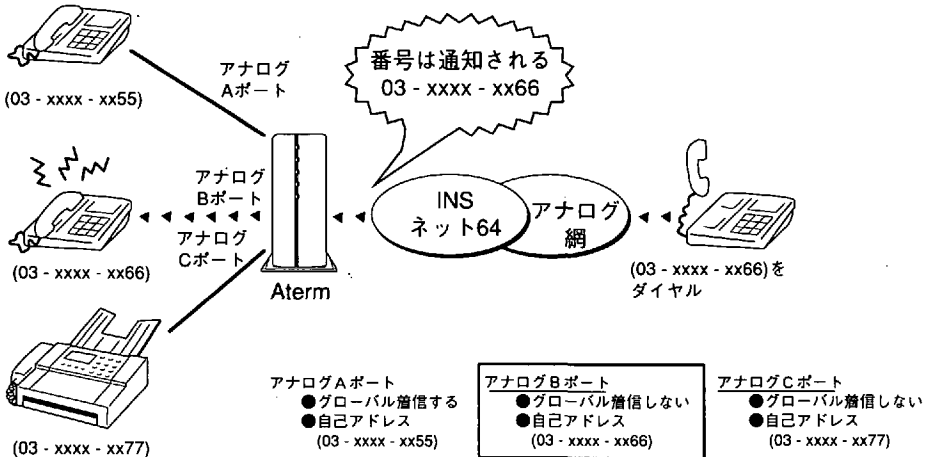 番号は通知される
03 - xxxx - xx66
アナログ
Aポート
(03 - xxxx - xx55)
アナログ
Bポート
アナログ
Cポート
(03 - xxxx - xx66)
Aterm
INS
ネット64
アナログ
網
(03 - xxxx - xx66)を
ダイヤル
(03 - xxxx - xx77)
アナログAポート
●グローバル着信する
●自己アドレス
(03 - xxxx - xx55)
アナログBポート
●グローバル着信しない
●自己アドレス
(03 - xxxx - xx66)
アナログCポート
●グローバル着信しない
●自己アドレス
(03 - xxxx - xx77)